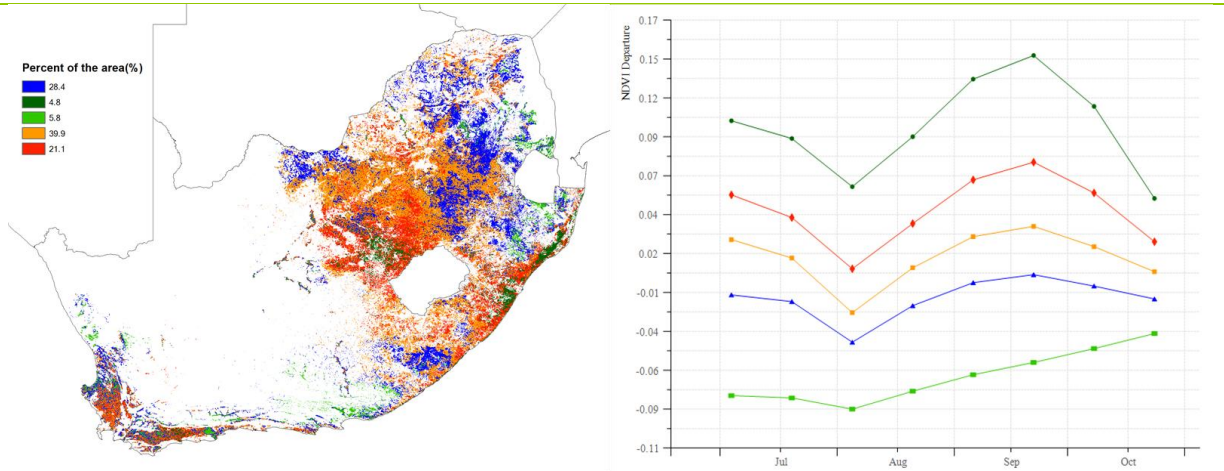 Percent of the area(%)
28.4
4.8
5.8
39.9
21.1
NDVI Departure
0.17
0.15
0.12
0.09
0.07
0.04
0.02
-0.01
-0.04
-0.06
-0.09
-0.11
Jul
Aug
Sep
Oct